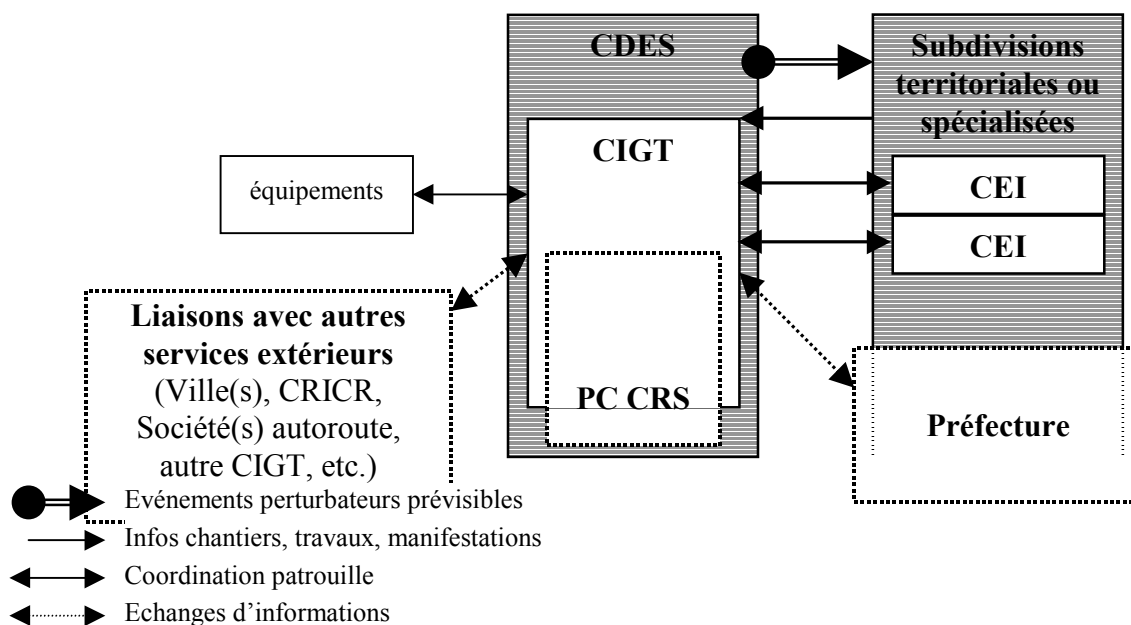 CDES
Subdivisions
territoriales ou
spécialisées
CIGT
équipements
CEI
CEI
Liaisons avec autres
services extérieurs
(Ville(s), CRICR,
Société(s) autoroute,
autre CIGT, etc.)
PC CRS
Préfecture
Evénements perturbateurs prévisibles
Infos chantiers, travaux, manifestations
Coordination patrouille
Echanges d’informations